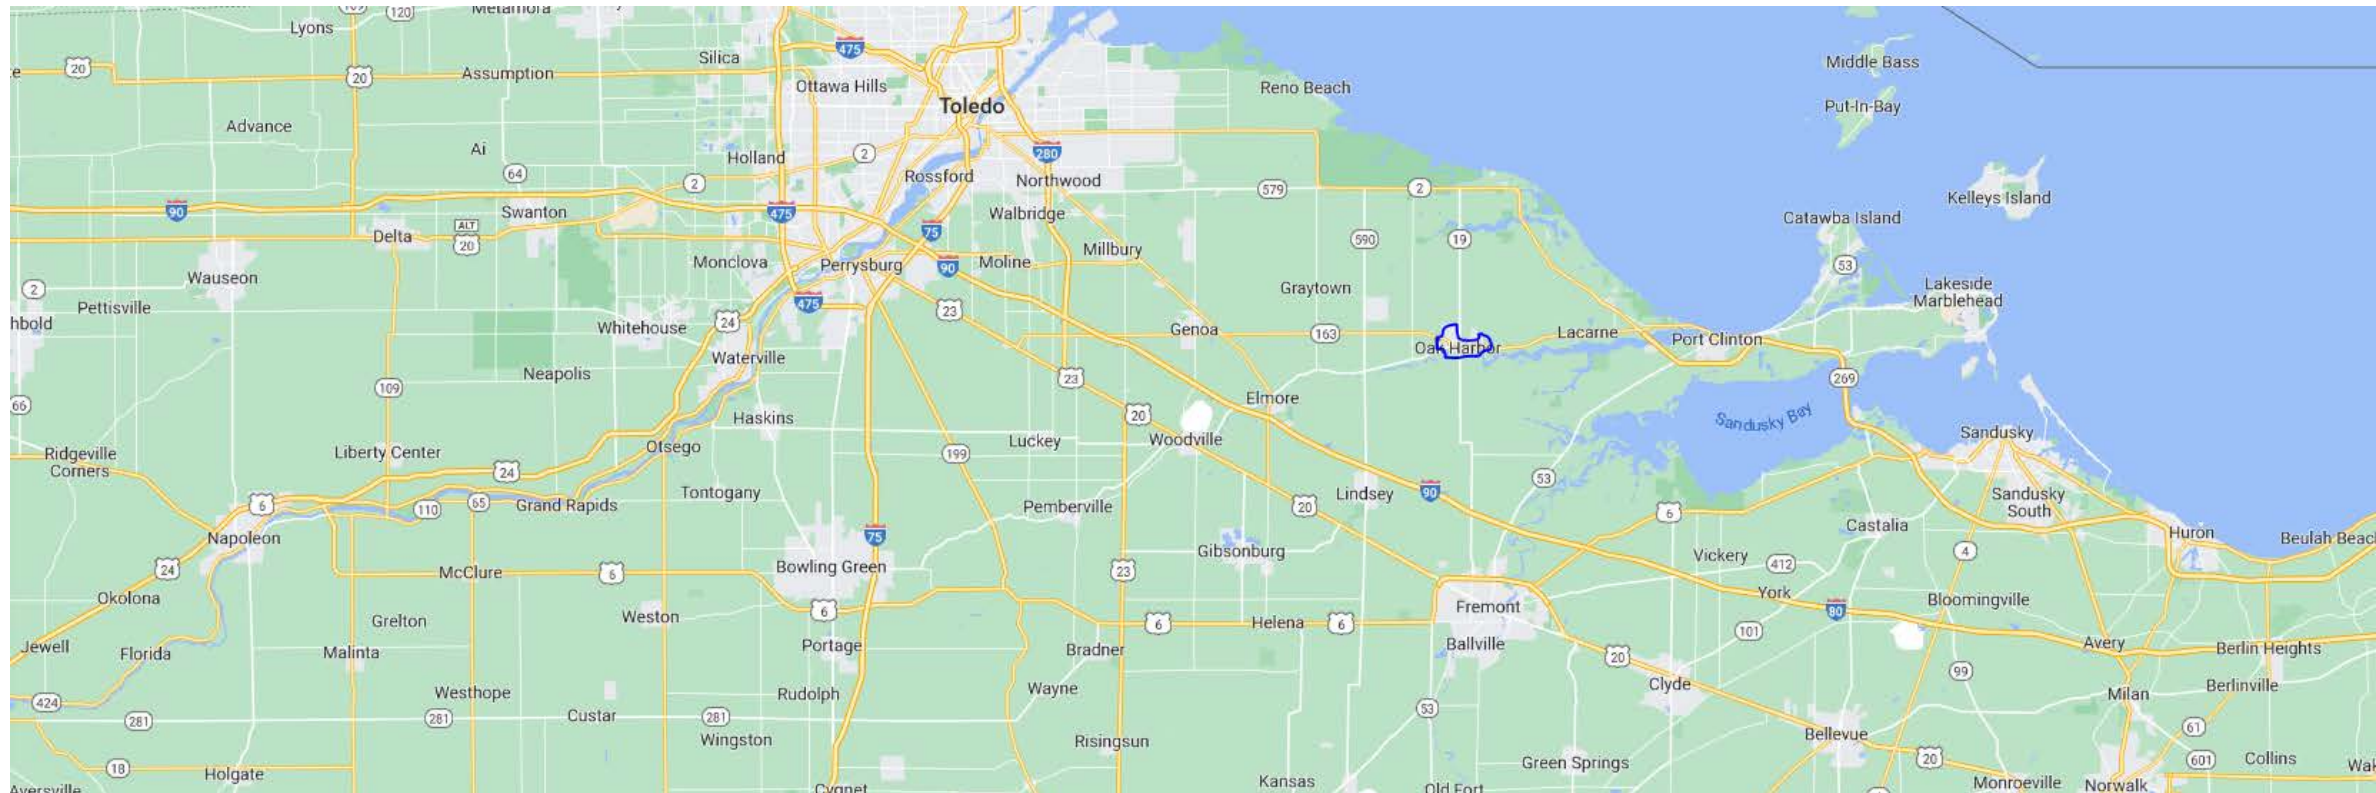 Lyons
109
120
Metamora
Silica
475
Middle Bass
20
20
Assumption
Ottawa Hills
Toledo
Reno Beach
Put-In-Bay
Advance
Ai
Holland
2
280
64
2
Rossford
Northwood
579
2
Kelleys Island
90
Swanton
475
Walbridge
Catawba Island
Delta
ALT
20
75
590
19
Millbury
Monclova
Perrysburg
90
Moline
53
Wauseon
2
Pettisville
475
Graytown
Lakeside
Marblehead
hbold
Whitehouse
24
23
Genoa
163
Lacarne
Port Clinton
Oak Harbor
Waterville
Neapolis
109
23
269
66
Haskins
20
Elmore
Sandusky Bay
Ridgeville
Corners
Liberty Center
Otsego
199
Luckey
Woodville
Sandusky
24
53
6
110
65
Grand Rapids
Tontogany
Pemberville
20
Lindsey
90
6
Sandusky
South
Castalia
Napoleon
75
Gibsonburg
Huron
Beulah Beac
24
McClure
6
Bowling Green
23
Vickery
412
4
Okolona
6
Fremont
York
80
Bloomingville
Grelton
Weston
6
Helena
6
101
Jewell
Florida
Malinta
Portage
Bradner
Ballville
20
Avery
Berlin Heights
424
Westhope
Rudolph
Wayne
Clyde
99
Milan
Berlinville
281
281
Custar
281
53
61
Wingston
Risingsun
Bellevue
18
Holgate
Green Springs
20
601
Collins
Wak
Aversville
Cygnet
Kansas
Old Fort
Monroeville
Norwalk